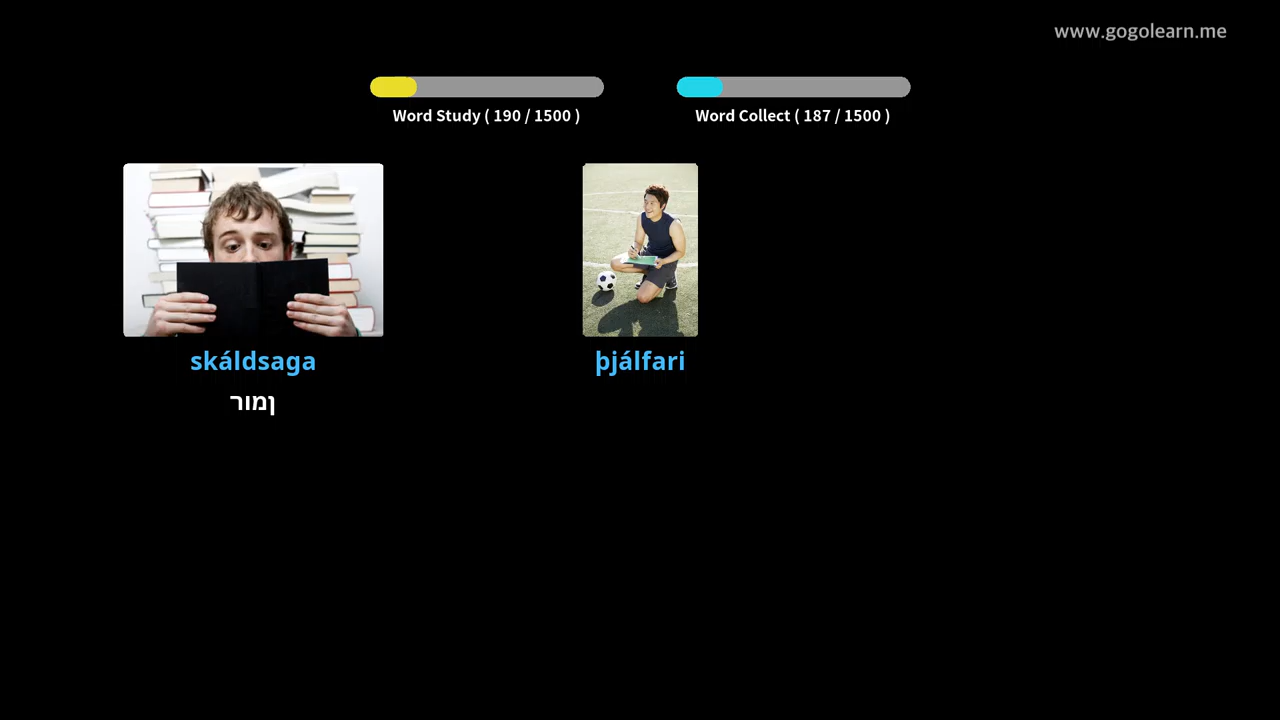 www.gogolearn.me
Word Study ( 190 / 1500 )
Word Collect ( 187 / 1500 )
skáldsaga
רומן
þjálfari